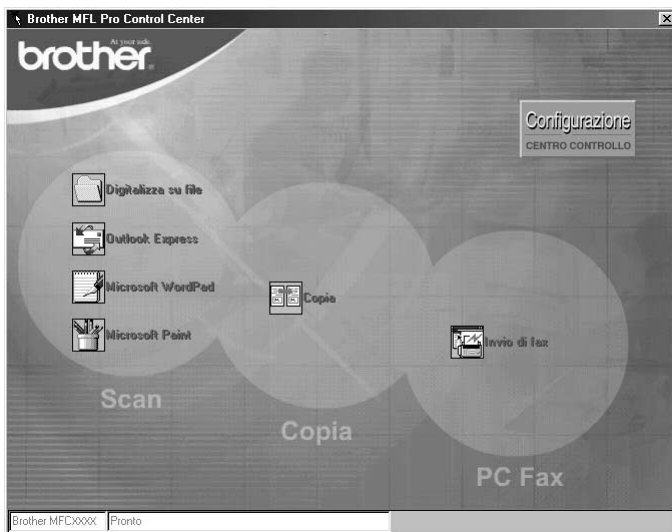 Brother MFL Pro Control Center
At your side.
brother
Configurazione
CENTRO CONTROLLO
Digitalizza su file
Outlook Express
Microsoft WordPad
Microsoft Paint
Scan
Copia
Copia
Invio di fax
PC Fax
Brother MFCXXXX
Pronto